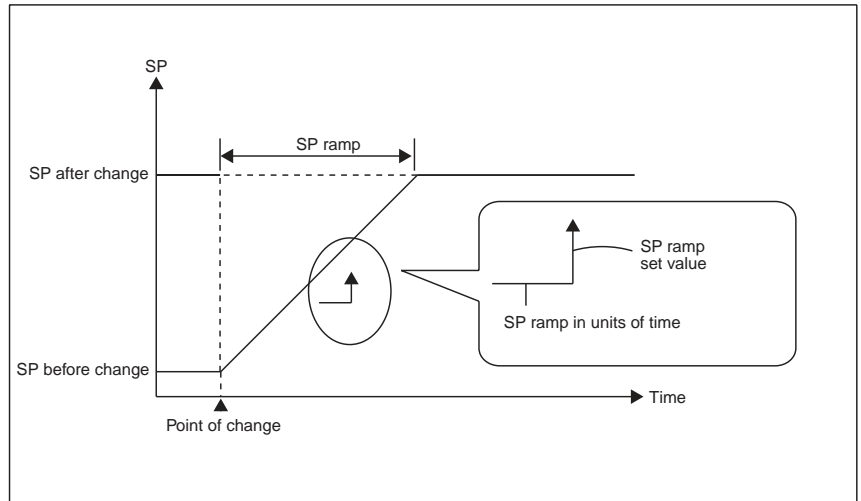 SP
SP ramp
SP after change
SP ramp
set value
SP ramp in units of time
SP before change
Time
Point of change